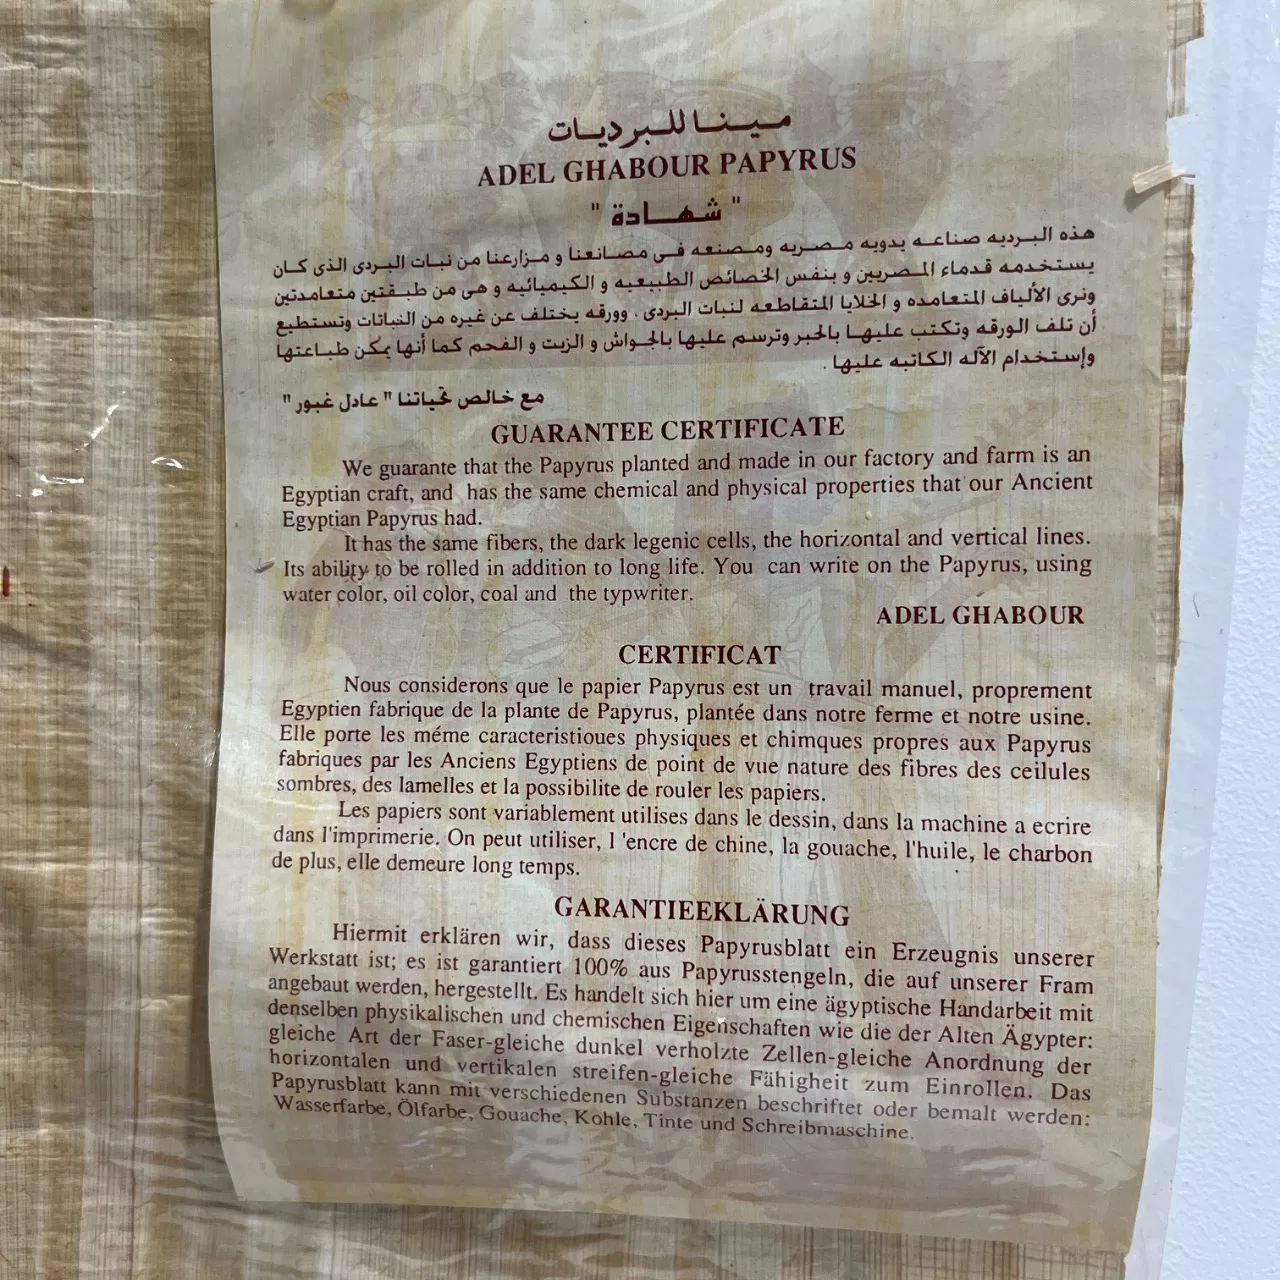 مينا للبرديات
ADEL GHABOUR PAPYRUS
" شهادة "
هذه البرديه صناعه يدويه مصريه ومصنعه فى مصانعنا و مزارعنا من نبات البردى الذى كان
يستخدمه قدماء المصريين و بنفس الخصائص الطبيعيه و الكيميائيه و هى من طبقتين متعامدتين
ونرى الألياف المتعامده و الخلايا المتقاطعه لنبات البردى . وورقه يختلف عن غيره من النباتات وتستطيع
أن تلف الورقه وتكتب عليها بالحبر وترسم عليها بالجواش و الزيت و الفحم كما أنها يمكن طباعتها
وإستخدام الآله الكاتبه عليها .
مع خالص تحياتنا " عادل غبور "
GUARANTEE CERTIFICATE
We guarante that the Papyrus planted and made in our factory and farm is an
Egyptian craft, and has the same chemical and physical properties that our Ancient
Egyptian Papyrus had.
It has the same fibers, the dark legenic cells, the horizontal and vertical lines.
Its ability to be rolled in addition to long life. You can write on the Papyrus, using
water color, oil color, coal and the typwriter.
ADEL GHABOUR
CERTIFICAT
Nous considerons que le papier Papyrus est un travail manuel, proprement
Egyptien fabrique de la plante de Papyrus, plantée dans notre ferme et notre usine.
Elle porte les méme caracteristioues physiques et chimques propres aux Papyrus
fabriques par les Anciens Egyptiens de point de vue nature des fibres des ceilules
sombres, des lamelles et la possibilite de rouler les papiers.
Les papiers sont variablement utilises dans le dessin, dans la machine a ecrire
dans l'imprimerie. On peut utiliser, l 'encre de chine, la gouache, l'huile, le charbon
de plus, elle demeure long temps.
GARANTIEEKLÄRUNG
Hiermit erklären wir, dass dieses Papyrusblatt ein Erzeugnis unserer
Werkstatt ist; es ist garantiert 100% aus Papyrusstengeln, die auf unserer Fram
angebaut werden, hergestellt. Es handelt sich hier um eine ägyptische Handarbeit mit
denselben physikalischen und chemischen Eigenschaften wie die der Alten Ägypter:
gleiche Art der Faser-gleiche dunkel verholzte Zellen-gleiche Anordnung der
horizontalen und vertikalen streifen-gleiche Fähigheit zum Einrollen. Das
Papyrusblatt kann mit verschiedenen Substanzen beschriftet oder bemalt werden:
Wasserfarbe, Ölfarbe, Gouache, Kohle, Tinte und Schreibmaschine.